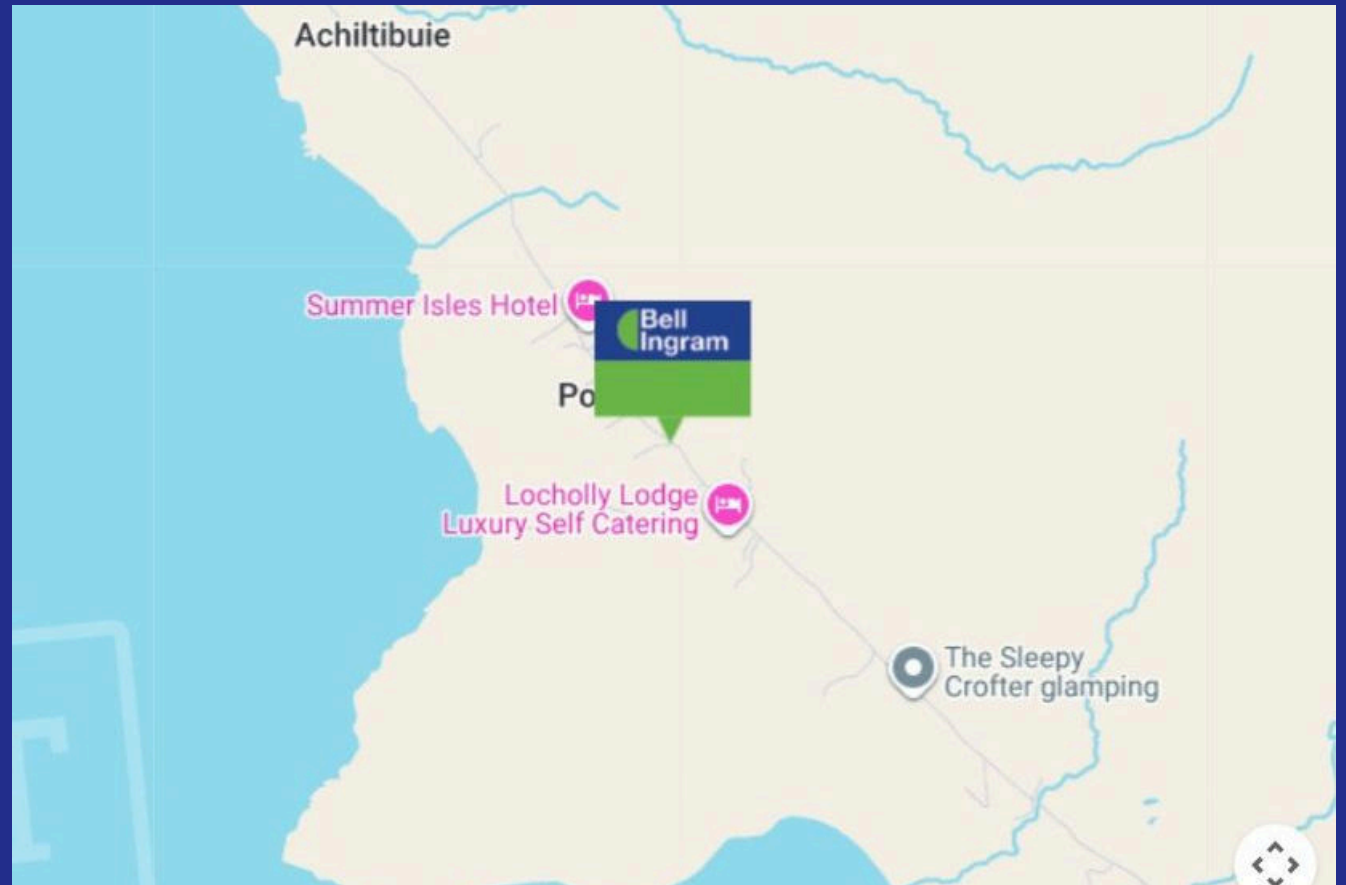 Achiltibuie
Summer Isles Hotel
Bell
Ingram
Po
Locholly Lodge
Luxury Self Catering
The Sleepy
Crofter glamping